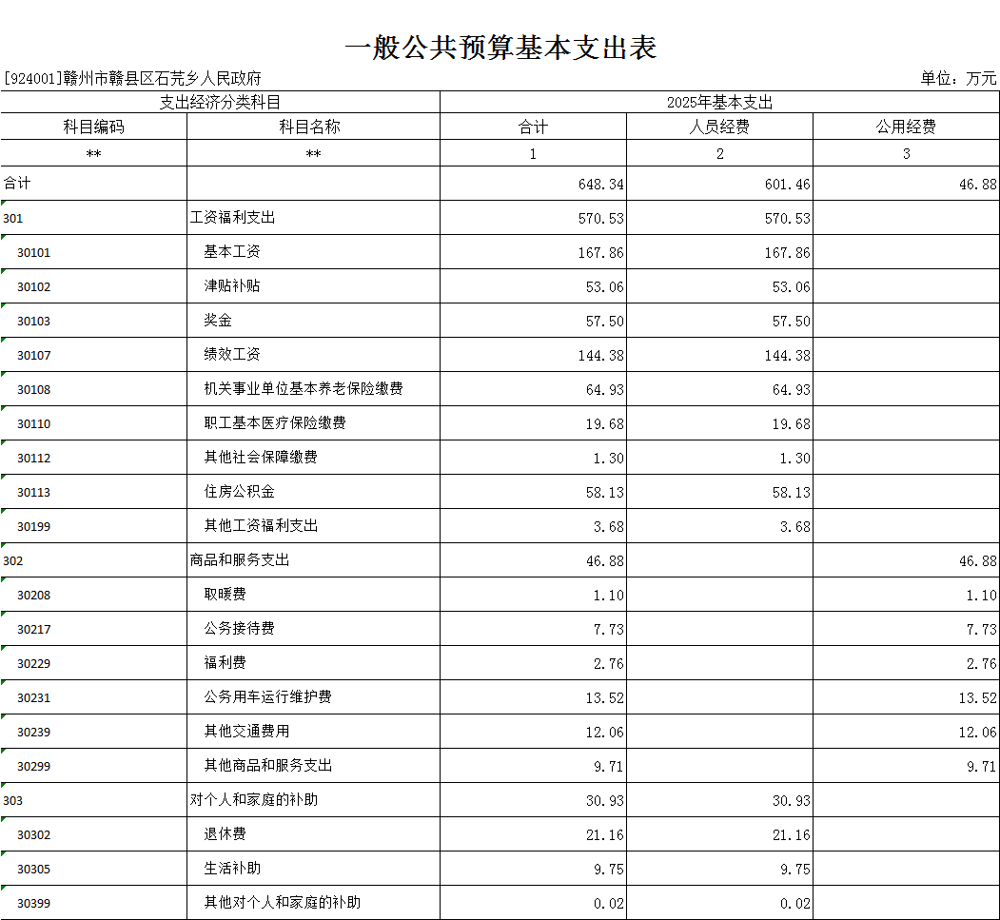 一般公共预算基本支出表
[924001]赣州市赣县区石芫乡人民政府 单位：万元
支出经济分类科目 2025年基本支出
科目编码 科目名称 合计 人员经费 公用经费
** ** 1 2 3
合计 648.34 601.46 46.88
301 工资福利支出 570.53 570.53
30101 基本工资 167.86 167.86
30102 津贴补贴 53.06 53.06
30103 奖金 57.50 57.50
30107 绩效工资 144.38 144.38
30108 机关事业单位基本养老保险缴费 64.93 64.93
30110 职工基本医疗保险缴费 19.68 19.68
30112 其他社会保障缴费 1.30 1.30
30113 住房公积金 58.13 58.13
30199 其他工资福利支出 3.68 3.68
302 商品和服务支出 46.88 46.88
30208 取暖费 1.10 1.10
30217 公务接待费 7.73 7.73
30229 福利费 2.76 2.76
30231 公务用车运行维护费 13.52 13.52
30239 其他交通费用 12.06 12.06
30299 其他商品和服务支出 9.71 9.71
303 对个人和家庭的补助 30.93 30.93
30302 退休费 21.16 21.16
30305 生活补助 9.75 9.75
30399 其他对个人和家庭的补助 0.02 0.02